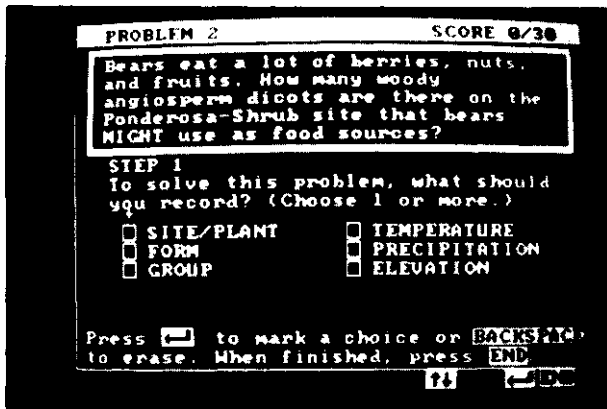 PROBLEM 2 SCORE 0/30
Bears eat a lot of berries, nuts,
and fruits. How many woody
angiosperm dicots are there on the
Ponderosa-Shrub site that bears
MIGHT use as food sources?
STEP 1
To solve this problem, what should
you record? (Choose 1 or more.)
SITE/PLANT TEMPERATURE
FORM PRECIPITATION
GROUP ELEVATION
Press to mark a choice or BACKSPACE
to erase. When finished, press END